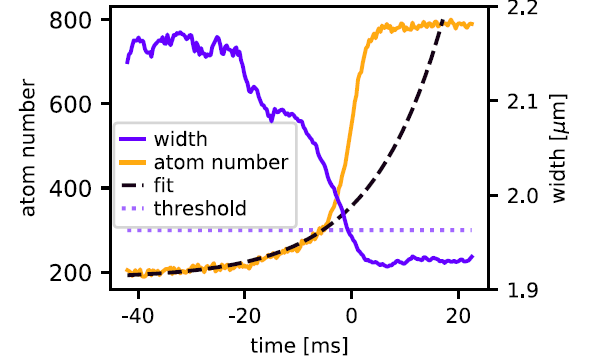 800
600
400
200
atom number
2.2
2.1
2.0
1.9
width [μm]
width
atom number
fit
threshold
-40
-20
0
20
time [ms]